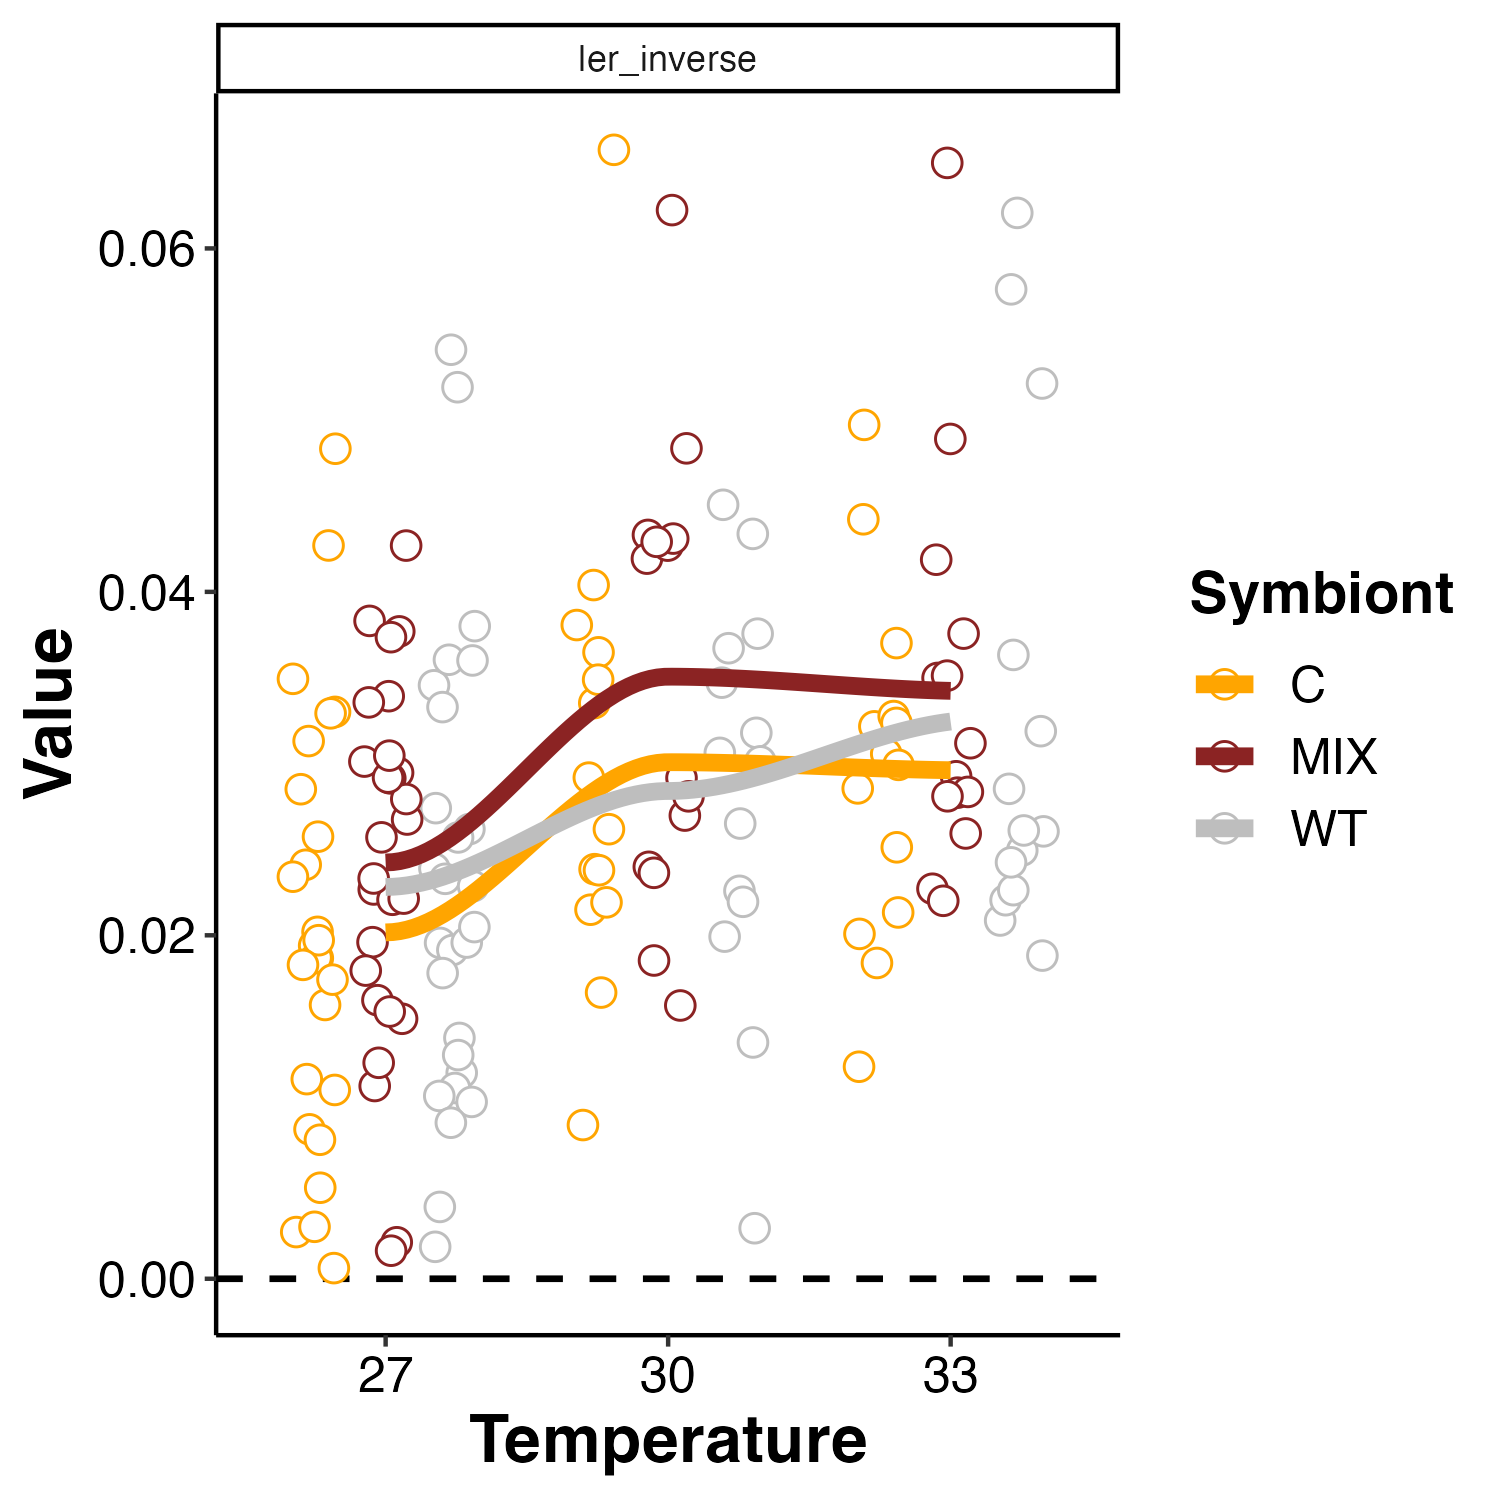 ler_inverse
0.06
0.04
0.02
0.00
Value
27 30 33
Temperature
Symbiont
C
MIX
WT